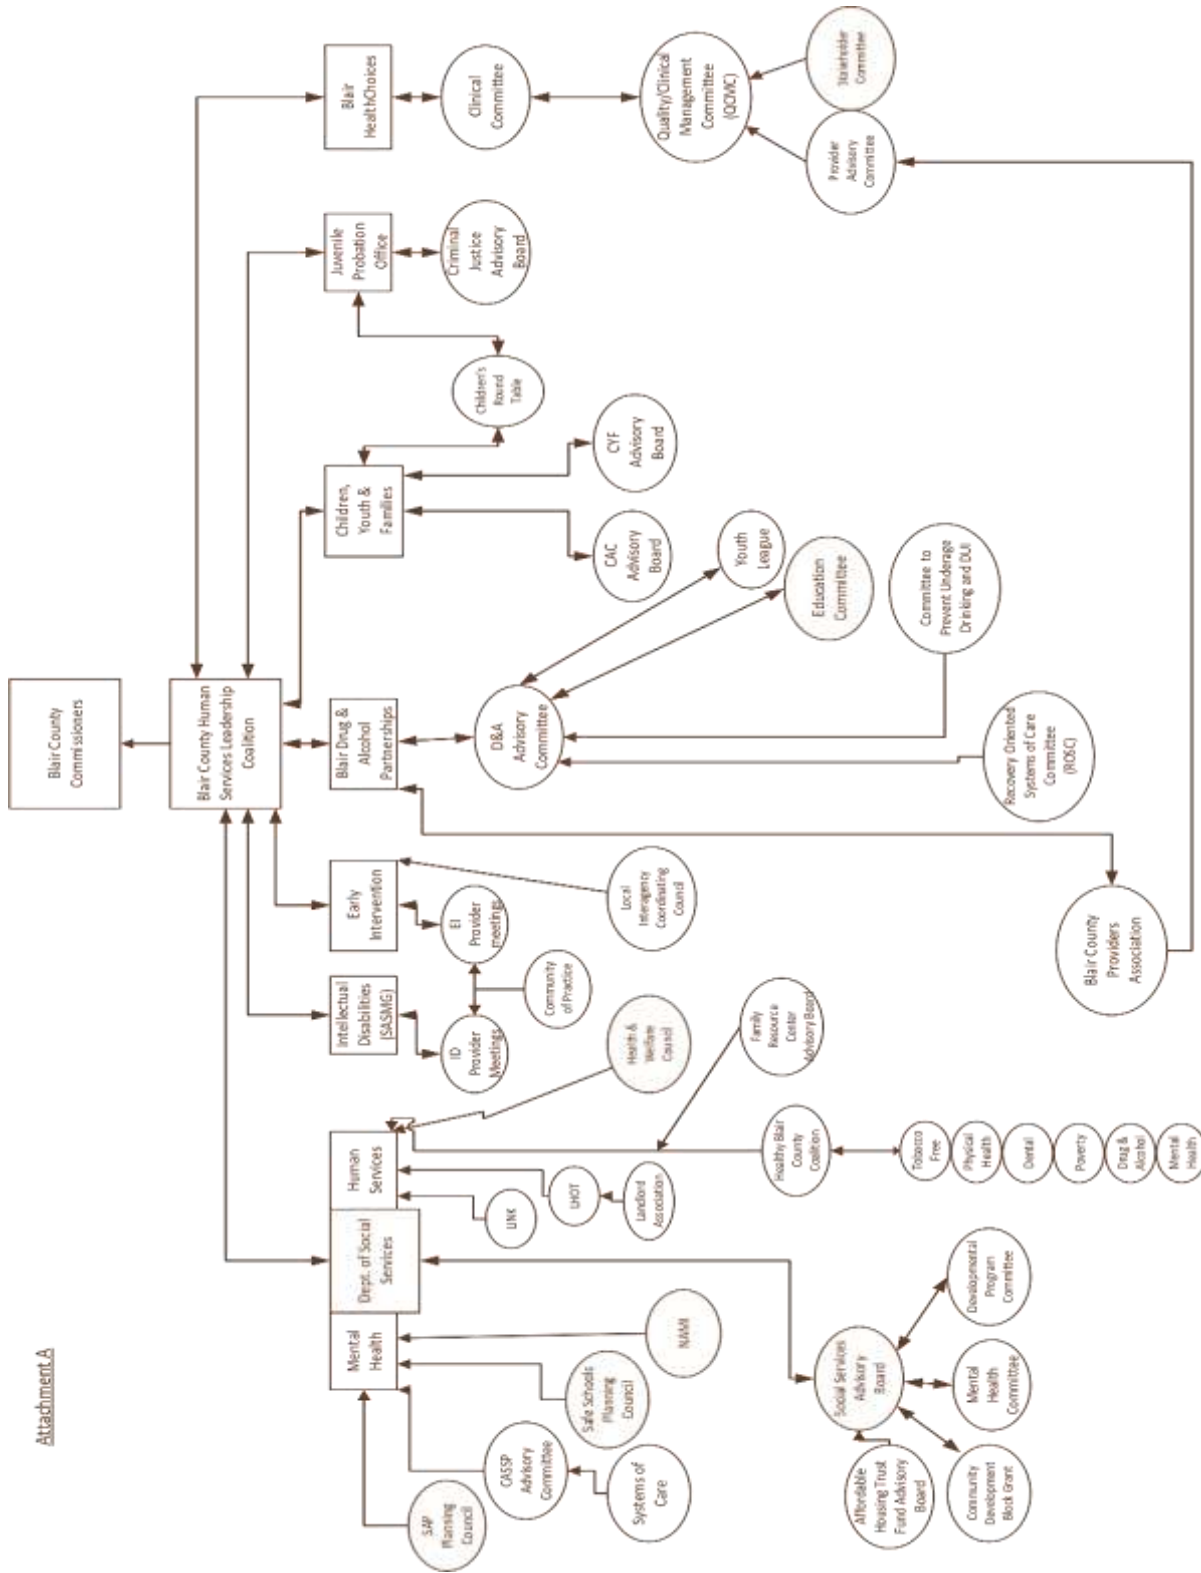 Attachment A
Blair County
Commissioners
Blair County Human
Services Leadership
Coalition
Mental
Health
Dept. of Social
Services
Human
Services
Intellectual
Disabilities
(SASMG)
Early
Intervention
Blair Drug &
Alcohol
Partnerships
Children,
Youth &
Families
Juvenile
Probation
Office
Blair
HealthChoices
SAP
Planning
Council
CASSP
Advisory
Committee
Systems of
Care
Safe Schools
Planning
Council
NAMI
LINK
LHOT
Landlord
Association
Health &
Welfare
Council
ID
Provider
Meetings
EI
Provider
meetings
Community
of Practice
Local
Interagency
Coordinating
Council
D&A
Advisory
Committee
Youth
League
Education
Committee
Committee to
Prevent Underage
Drinking and DUI
Recovery Oriented
Systems of Care
Committee
(ROSC)
CAC
Advisory
Board
CYF
Advisory
Board
Children's
Round
Table
Criminal
Justice
Advisory
Board
Clinical
Committee
Quality/Clinical
Management
Committee
(QCMC)
Provider
Advisory
Committee
Stakeholder
Committee
Blair County
Providers
Association
Family
Resource
Center
Advisory Board
Healthy Blair
County
Coalition
Tobacco
Free
Physical
Health
Dental
Poverty
Drug &
Alcohol
Mental
Health
Social Services
Advisory
Board
Affordable
Housing Trust
Fund Advisory
Board
Community
Development
Block Grant
Mental
Health
Committee
Developmental
Program
Committee